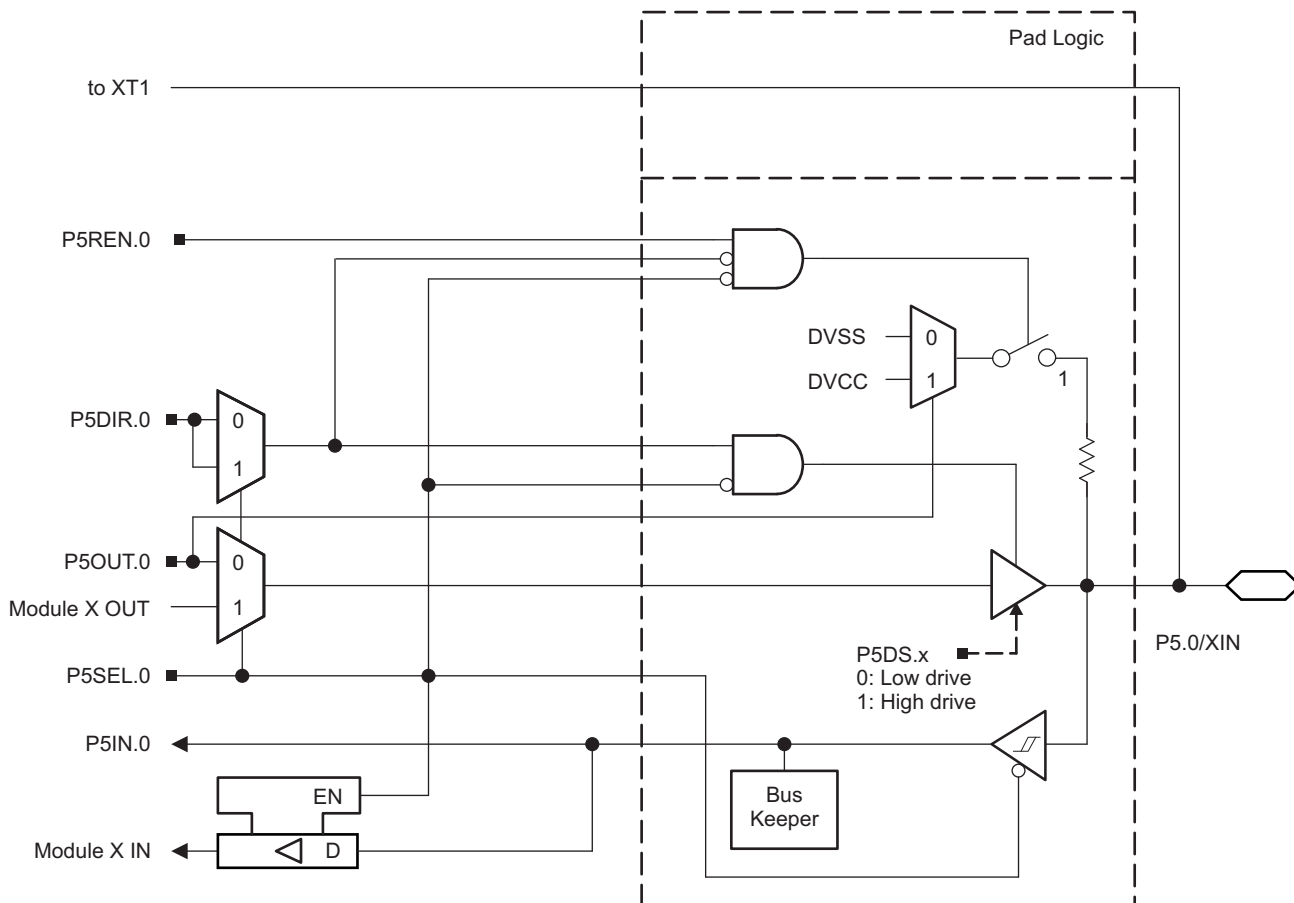 Pad Logic
to XT1
P5REN.0
DVSS
0
DVCC
1
1
P5DIR.0
0
1
P5OUT.0
0
Module X OUT
1
P5SEL.0
P5DS.x
0: Low drive
1: High drive
P5.0/XIN
P5IN.0
EN
Bus
Keeper
Module X IN
D